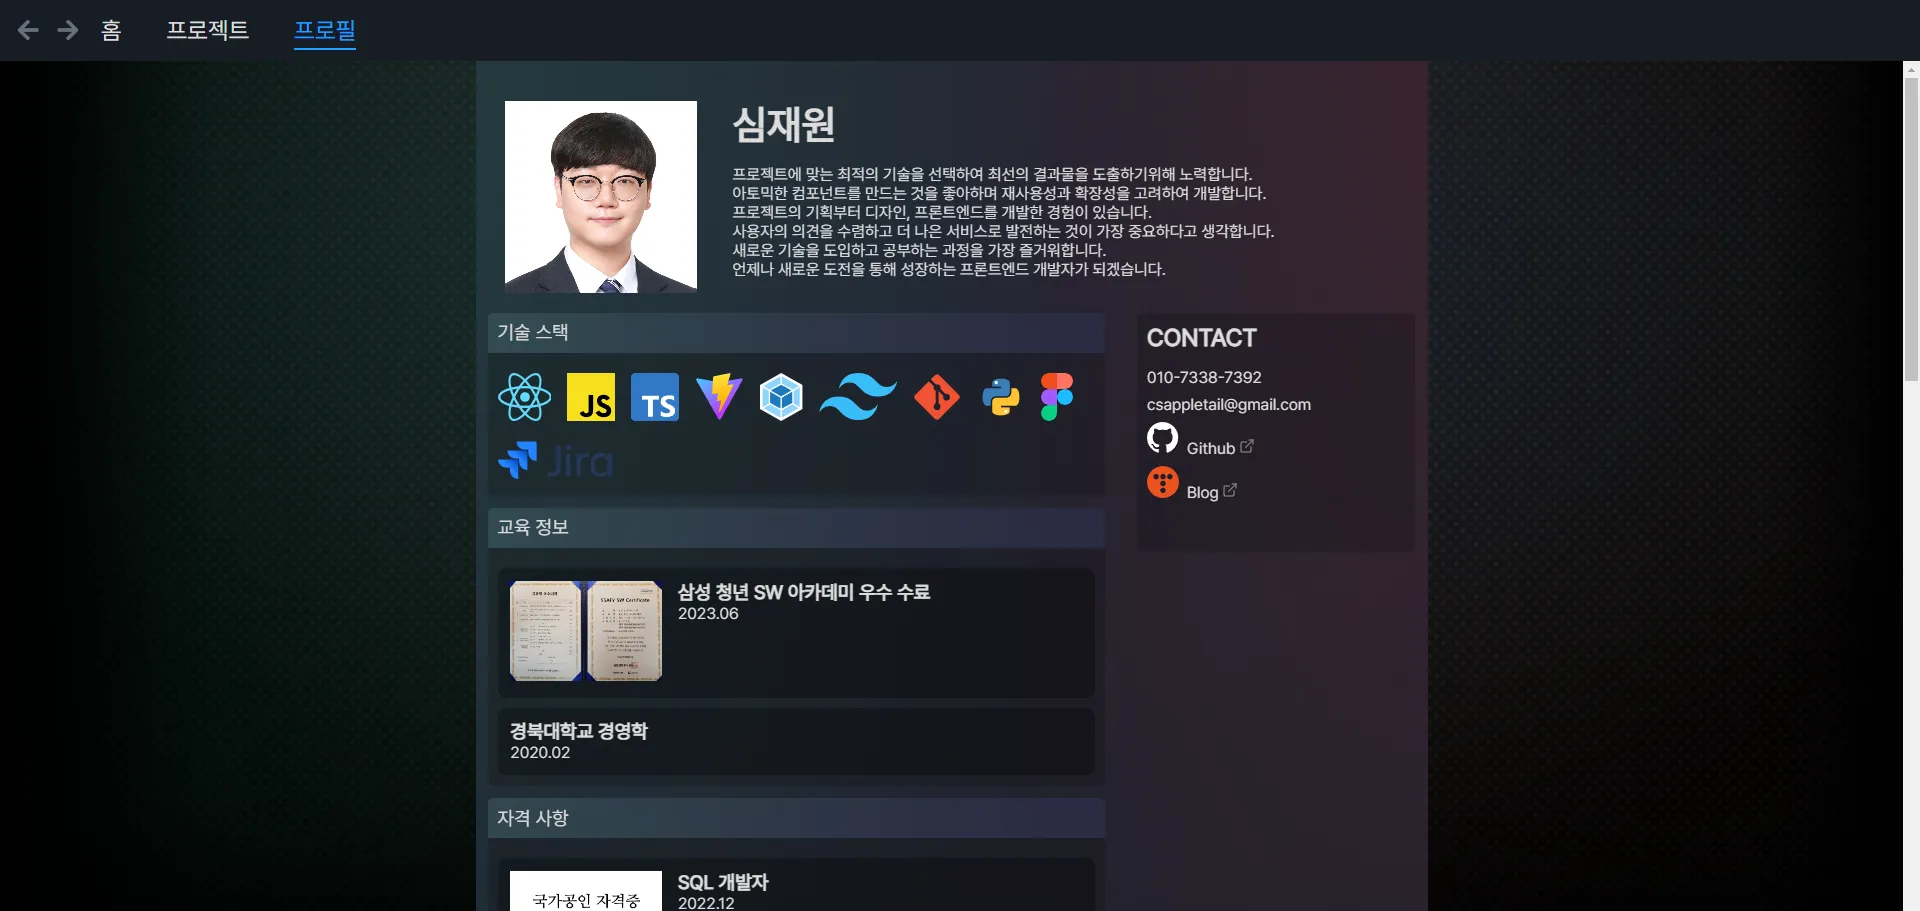 홈
프로젝트
프로필
심재원
프로젝트에 맞는 최적의 기술을 선택하여 최선의 결과물을 도출하기위해 노력합니다.
아토믹한 컴포넌트를 만드는 것을 좋아하며 재사용성과 확장성을 고려하여 개발합니다.
프로젝트의 기획부터 디자인, 프론트엔드를 개발한 경험이 있습니다.
사용자의 의견을 수렴하고 더 나은 서비스로 발전하는 것이 가장 중요하다고 생각합니다.
새로운 기술을 도입하고 공부하는 과정을 가장 즐거워합니다.
언제나 새로운 도전을 통해 성장하는 프론트엔드 개발자가 되겠습니다.
기술 스택
JS
TS
Jira
교육 정보
SSAFY SW Certificate
삼성 청년 SW 아카데미 우수 수료
2023.06
경북대학교 경영학
2020.02
자격 사항
국가공인 자격증
SQL 개발자
2022.12
CONTACT
010-7338-7392
csappletail@gmail.com
Github
Blog